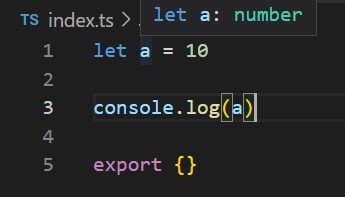 TS index.ts > .
let a: number
1 let a = 10
2
3 console.log(a)
4
5 export {}